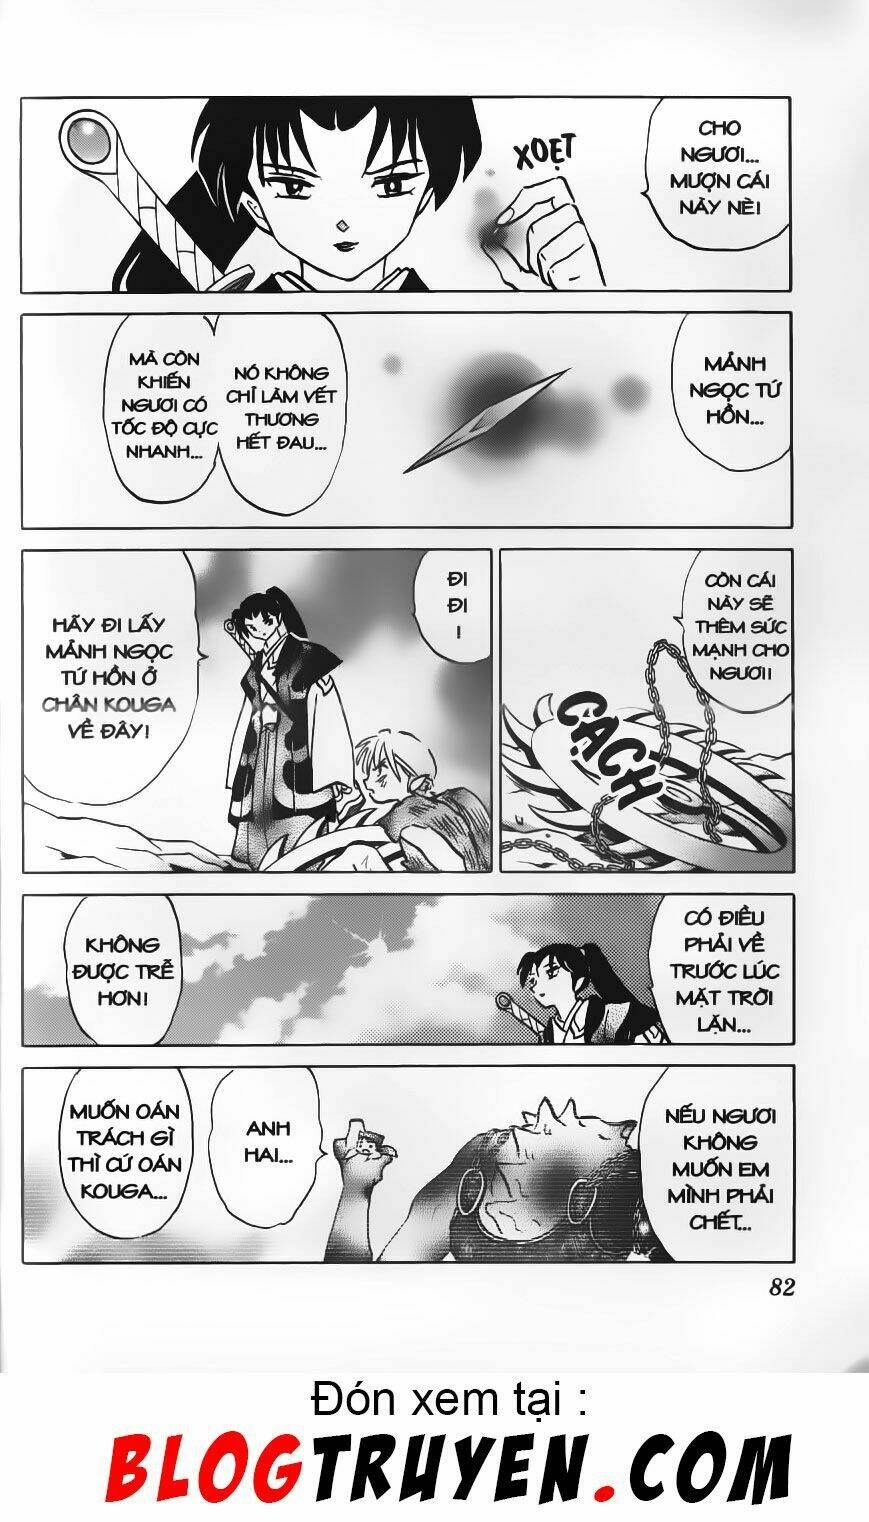 CHO
NGƯƠI...
MƯỢN CÁI
NÀY NÈ!
XOẸT
MẢNH
NGỌC TỨ
HỒN...
NÓ KHÔNG
CHỈ LÀM VẾT
THƯƠNG
HẾT ĐAU...
MÀ CÒN
KHIẾN
NGƯƠI CÓ
TỐC ĐỘ CỰC
NHANH...
CÒN CÁI
NÀY SẼ
THÊM SỨC
MẠNH CHO
NGƯƠI!
CẠCH
ĐI
ĐI
!
HÃY ĐI LẤY
MẢNH NGỌC
TỨ HỒN Ở
CHÂN KOUGA
VỀ ĐÂY!
CÓ ĐIỀU
PHẢI VỀ
TRƯỚC LÚC
MẶT TRỜI
LẶN...
KHÔNG
ĐƯỢC TRỄ
HƠN!
NẾU NGƯƠI
KHÔNG
MUỐN EM
MÌNH PHẢI
CHẾT...
ANH
HAI...
MUỐN OÁN
TRÁCH GÌ
THÌ CỨ OÁN
KOUGA...
82
Đón xem tại :
BLOGTRUYEN.COM